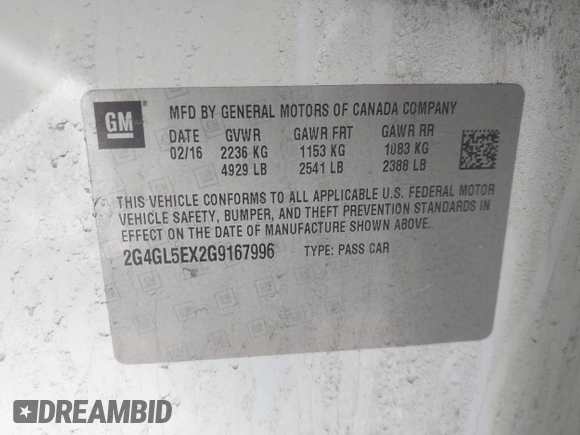 GM
MFD BY GENERAL MOTORS OF CANADA COMPANY
DATE GVWR GAWR FRT GAWR RR
02/16 2236 KG 1153 KG 1083 KG
4929 LB 2541 LB 2388 LB
THIS VEHICLE CONFORMS TO ALL APPLICABLE U.S. FEDERAL MOTOR
VEHICLE SAFETY, BUMPER, AND THEFT PREVENTION STANDARDS IN
EFFECT ON THE DATE OF MANUFACTURE SHOWN ABOVE.
2G4GL5EX2G9167996 TYPE: PASS CAR
DREAMBID